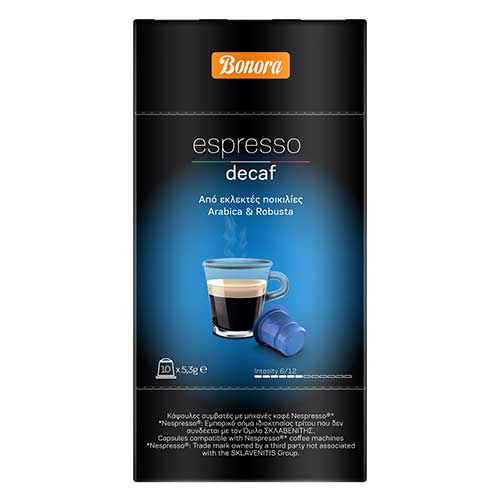 Bonora
espresso
decaf
Από εκλεκτές ποικιλίες
Arabica & Robusta
10 x 5,3g ℮
Intesity 6/12
Κάψουλες συμβατές με μηχανές καφέ Nespresso®*
*Nespresso®: Εμπορικό σήμα ιδιοκτησίας τρίτου που δεν
συνδέεται με τον Όμιλο ΣΚΛΑΒΕΝΙΤΗΣ.
Capsules compatible with Nespresso®* coffee machines
*Nespresso®: Trade mark owned by a third party not associated
with the SKLAVENITIS Group.